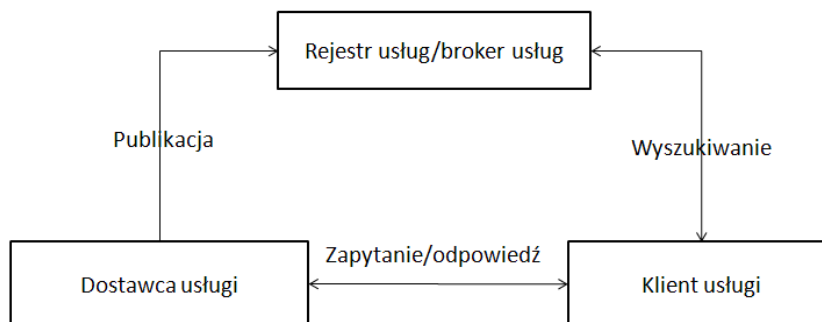 Rejestr usług/broker usług
Publikacja
Wyszukiwanie
Zapytanie/odpowiedź
Dostawca usługi
Klient usługi